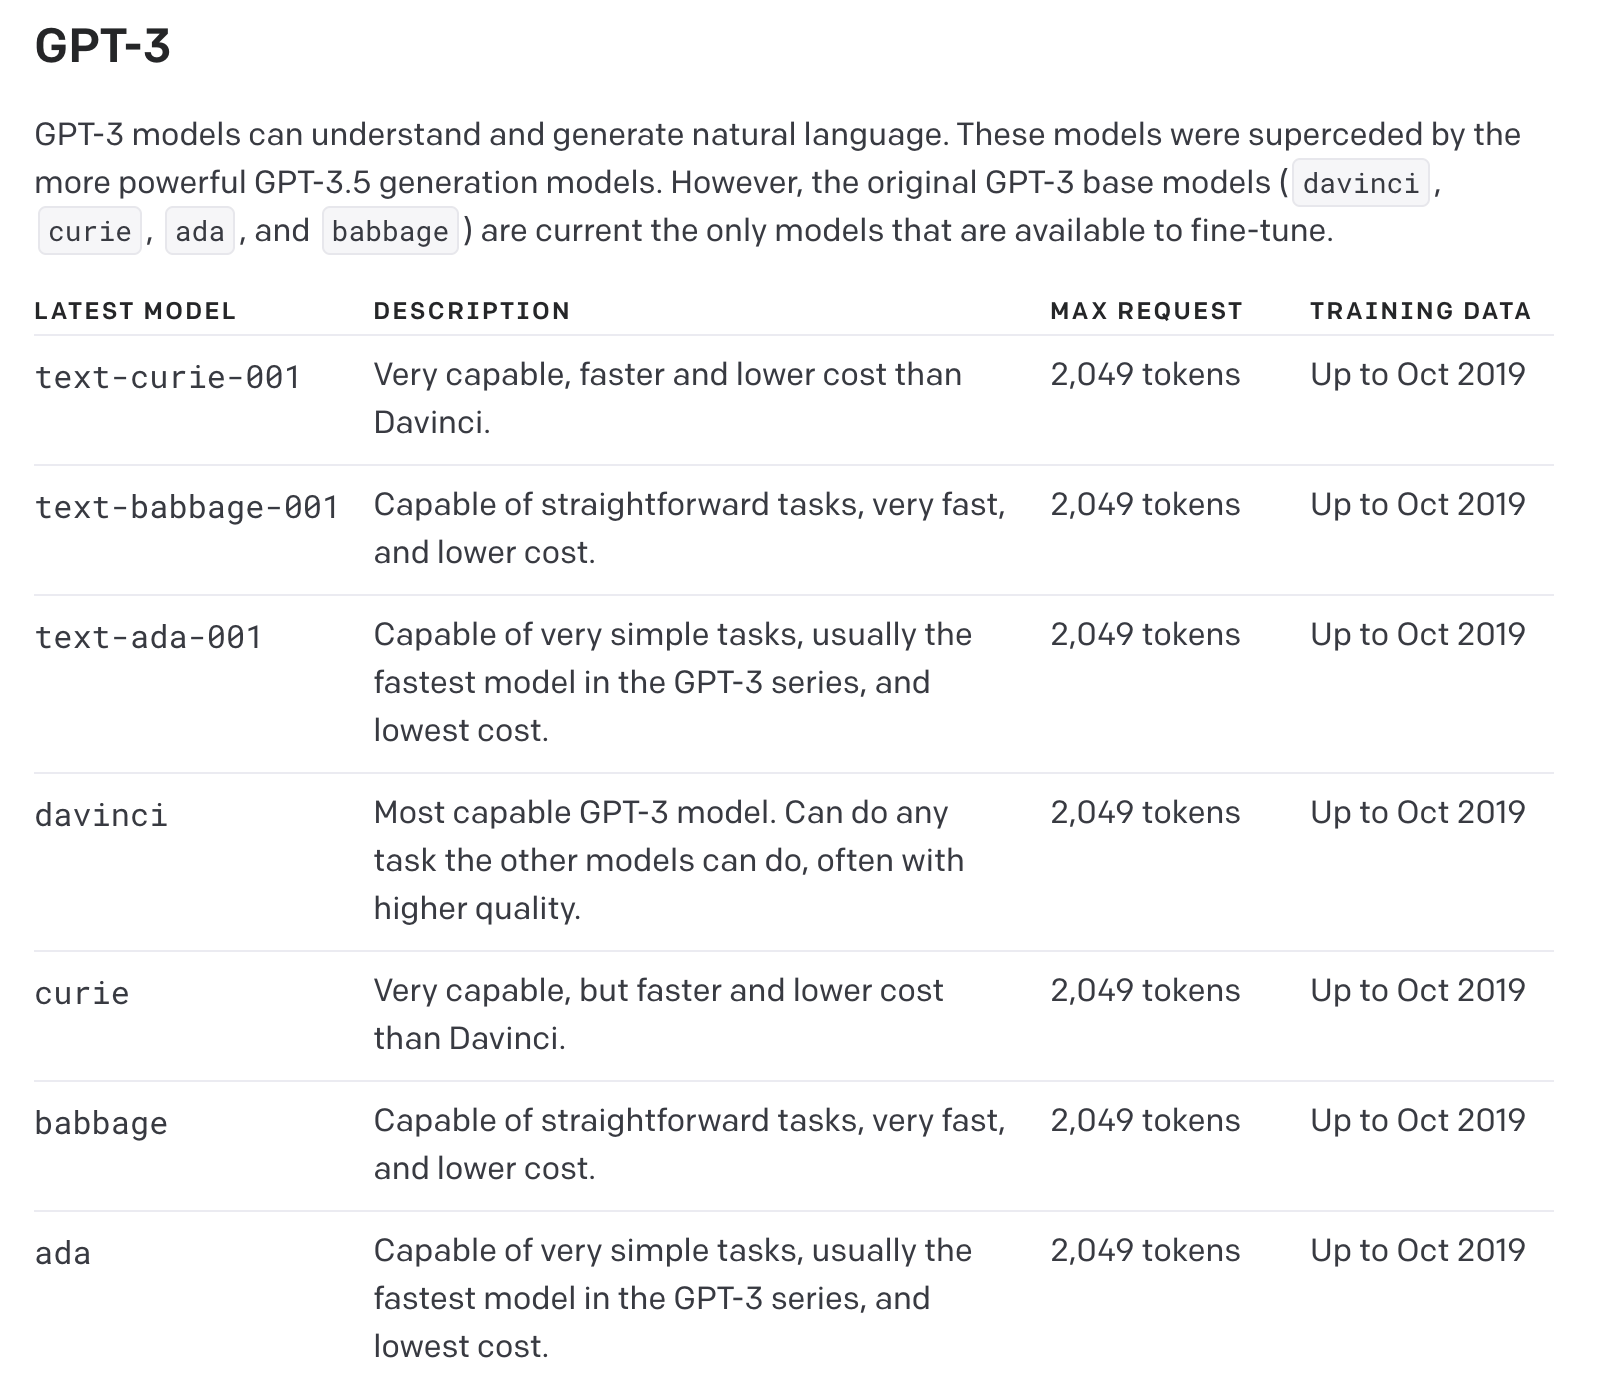 GPT-3
GPT-3 models can understand and generate natural language. These models were superceded by the
more powerful GPT-3.5 generation models. However, the original GPT-3 base models ( davinci ,
curie , ada , and babbage ) are current the only models that are available to fine-tune.
LATEST MODEL DESCRIPTION MAX REQUEST TRAINING DATA
text-curie-001 Very capable, faster and lower cost than 2,049 tokens Up to Oct 2019
Davinci.
text-babbage-001 Capable of straightforward tasks, very fast, 2,049 tokens Up to Oct 2019
and lower cost.
text-ada-001 Capable of very simple tasks, usually the 2,049 tokens Up to Oct 2019
fastest model in the GPT-3 series, and
lowest cost.
davinci Most capable GPT-3 model. Can do any 2,049 tokens Up to Oct 2019
task the other models can do, often with
higher quality.
curie Very capable, but faster and lower cost 2,049 tokens Up to Oct 2019
than Davinci.
babbage Capable of straightforward tasks, very fast, 2,049 tokens Up to Oct 2019
and lower cost.
ada Capable of very simple tasks, usually the 2,049 tokens Up to Oct 2019
fastest model in the GPT-3 series, and
lowest cost.